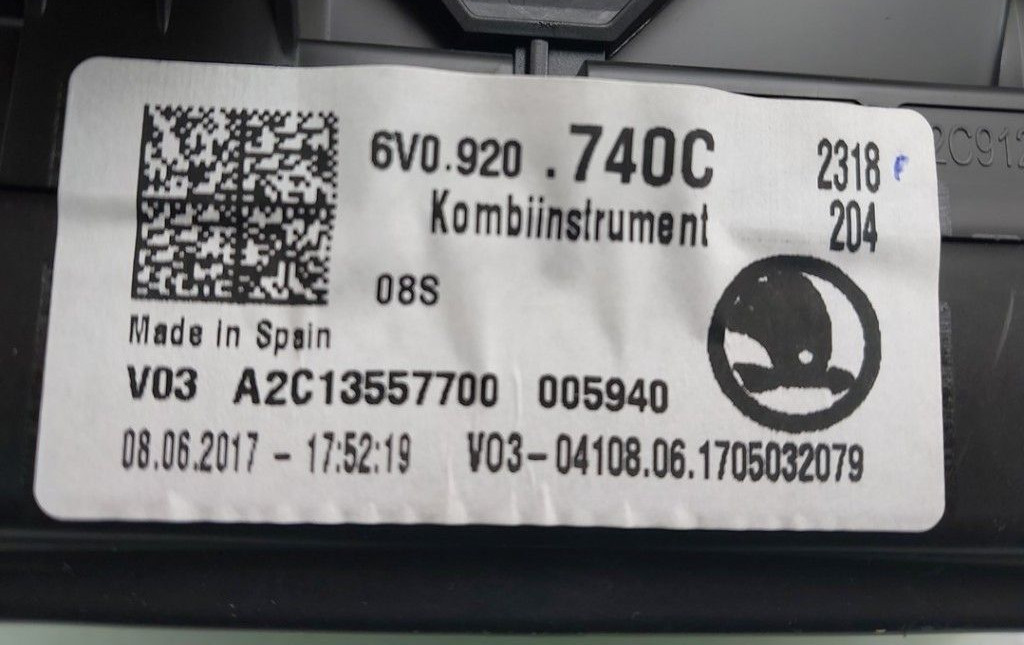 6V0.920 .740C 2318
Kombiinstrument 204
08S
Made in Spain
V03 A2C13557700 005940
08.06.2017 - 17:52:19 V03-04108.06.1705032079
2C912